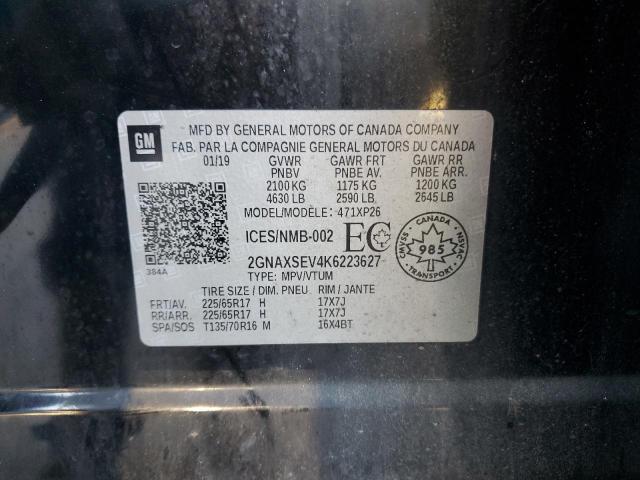 GM
MFD BY GENERAL MOTORS OF CANADA COMPANY
FAB. PAR LA COMPAGNIE GENERAL MOTORS DU CANADA
01/19 GVWR GAWR FRT GAWR RR
PNBV PNBE AV. PNBE ARR.
2100 KG 1175 KG 1200 KG
4630 LB 2590 LB 2645 LB
MODEL/MODÈLE: 471XP26
ICES/NMB-002 EC
CANADA
CMVSS 985 NSVAC
384A
2GNAXSEV4K6223627
TYPE: MPV/VTUM
TIRE SIZE / DIM. PNEU RIM / JANTE
FRT/AV. 225/65R17 H 17X7J
RR/ARR. 225/65R17 H 17X7J
SPA/SOS T135/70R16 M 16X4BT